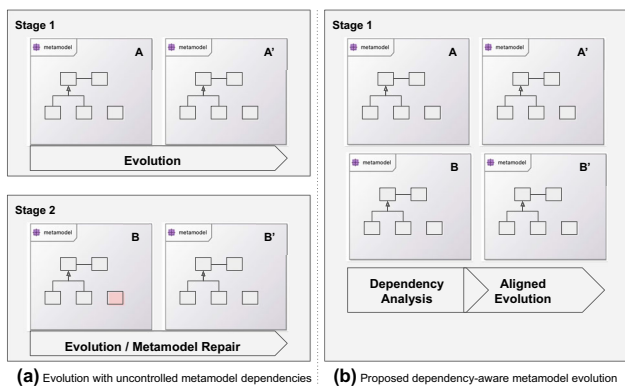 Stage 1
metamodel
A
metamodel
A’
Evolution
Stage 2
metamodel
B
metamodel
B’
Evolution / Metamodel Repair
(a) Evolution with uncontrolled metamodel dependencies
Stage 1
metamodel
A
metamodel
A’
metamodel
B
metamodel
B’
Dependency
Analysis
Aligned
Evolution
(b) Proposed dependency-aware metamodel evolution